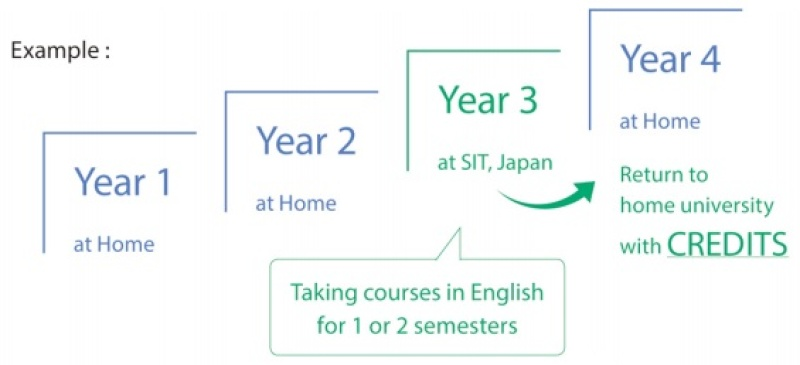 Example :
Year 1
at Home
Year 2
at Home
Year 3
at SIT, Japan
Taking courses in English
for 1 or 2 semesters
Year 4
at Home
Return to
home university
with CREDITS